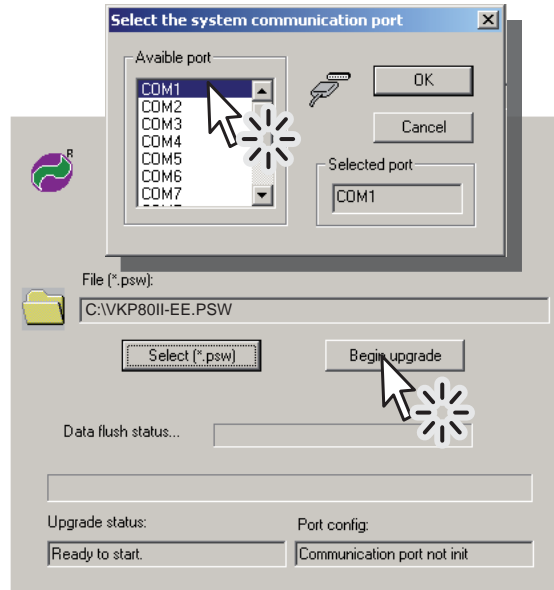 Select the system communication port
Avaible port
COM1
COM2
COM3
COM4
COM5
COM6
COM7
OK
Cancel
Selected port
COM1
R
File (*.psw):
C:\VKP80II-EE.PSW
Select (*.psw)
Begin upgrade
Data flush status...
Upgrade status:
Ready to start.
Port config:
Communication port not init